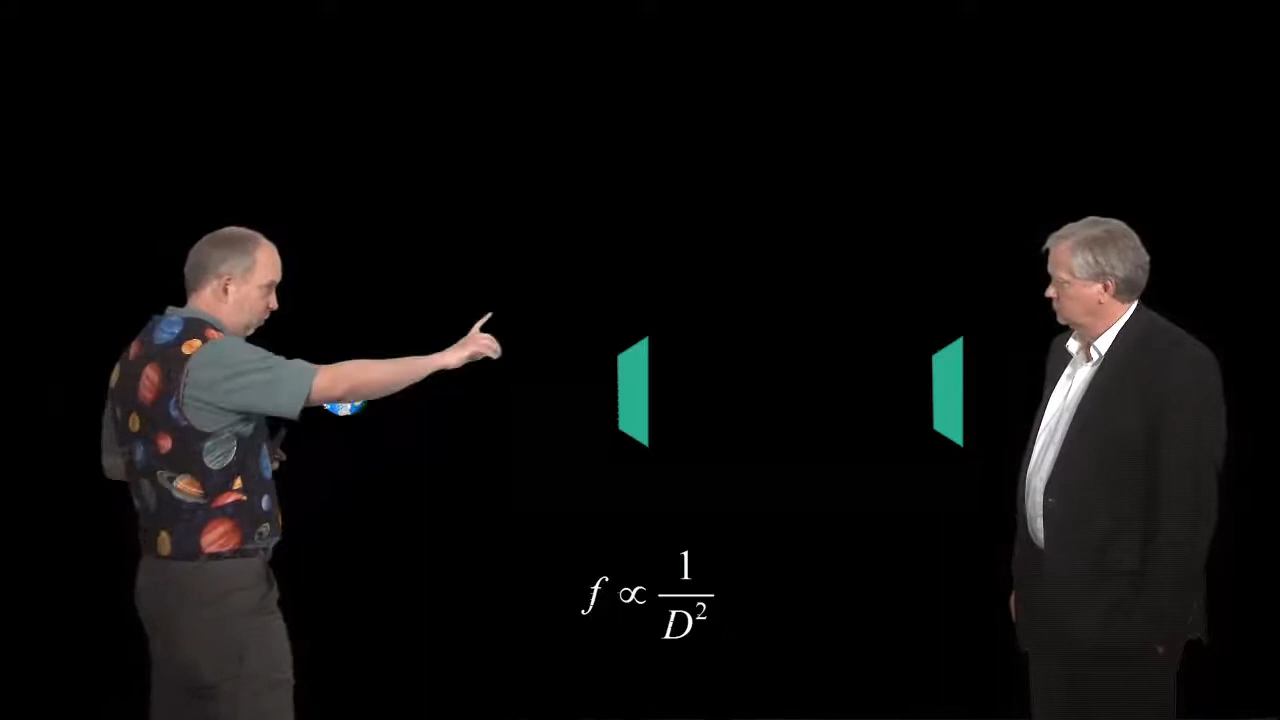 f ∝ 1/D²